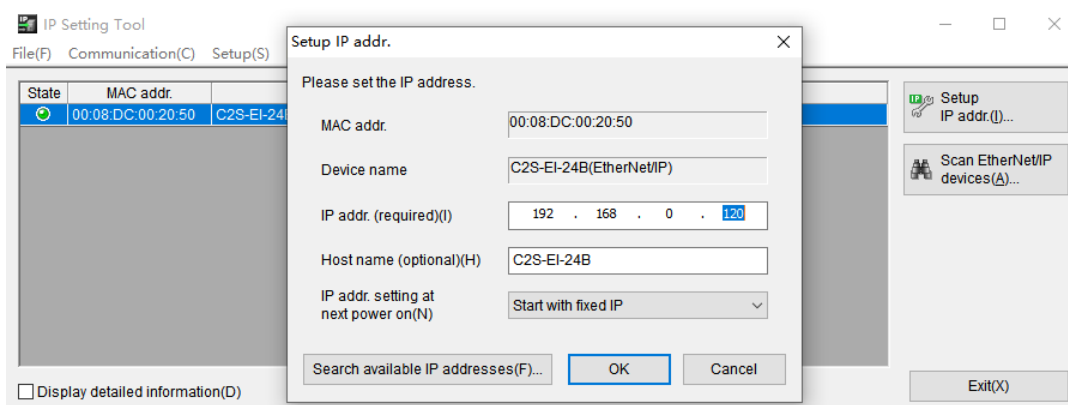 IP Setting Tool
File(F) Communication(C) Setup(S)
State MAC addr.
00:08:DC:00:20:50 C2S-EI-24
Setup IP addr.
Please set the IP address.
MAC addr. 00:08:DC:00:20:50
Device name C2S-EI-24B(EtherNet/IP)
IP addr. (required)(I) 192 . 168 . 0 . 120
Host name (optional)(H) C2S-EI-24B
IP addr. setting at
next power on(N)
Start with fixed IP
Search available IP addresses(F)... OK Cancel
Setup
IP addr.(I)...
Scan EtherNet/IP
devices(A)...
Display detailed information(D)
Exit(X)